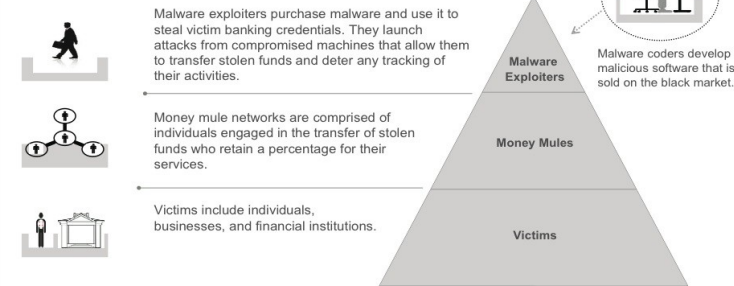 Malware exploiters purchase malware and use it to
steal victim banking credentials. They launch
attacks from compromised machines that allow them
to transfer stolen funds and deter any tracking of
their activities.
Malware
Exploiters
Malware coders develop
malicious software that is
sold on the black market.
Money mule networks are comprised of
individuals engaged in the transfer of stolen
funds who retain a percentage for their
services.
Money Mules
Victims include individuals,
businesses, and financial institutions.
Victims